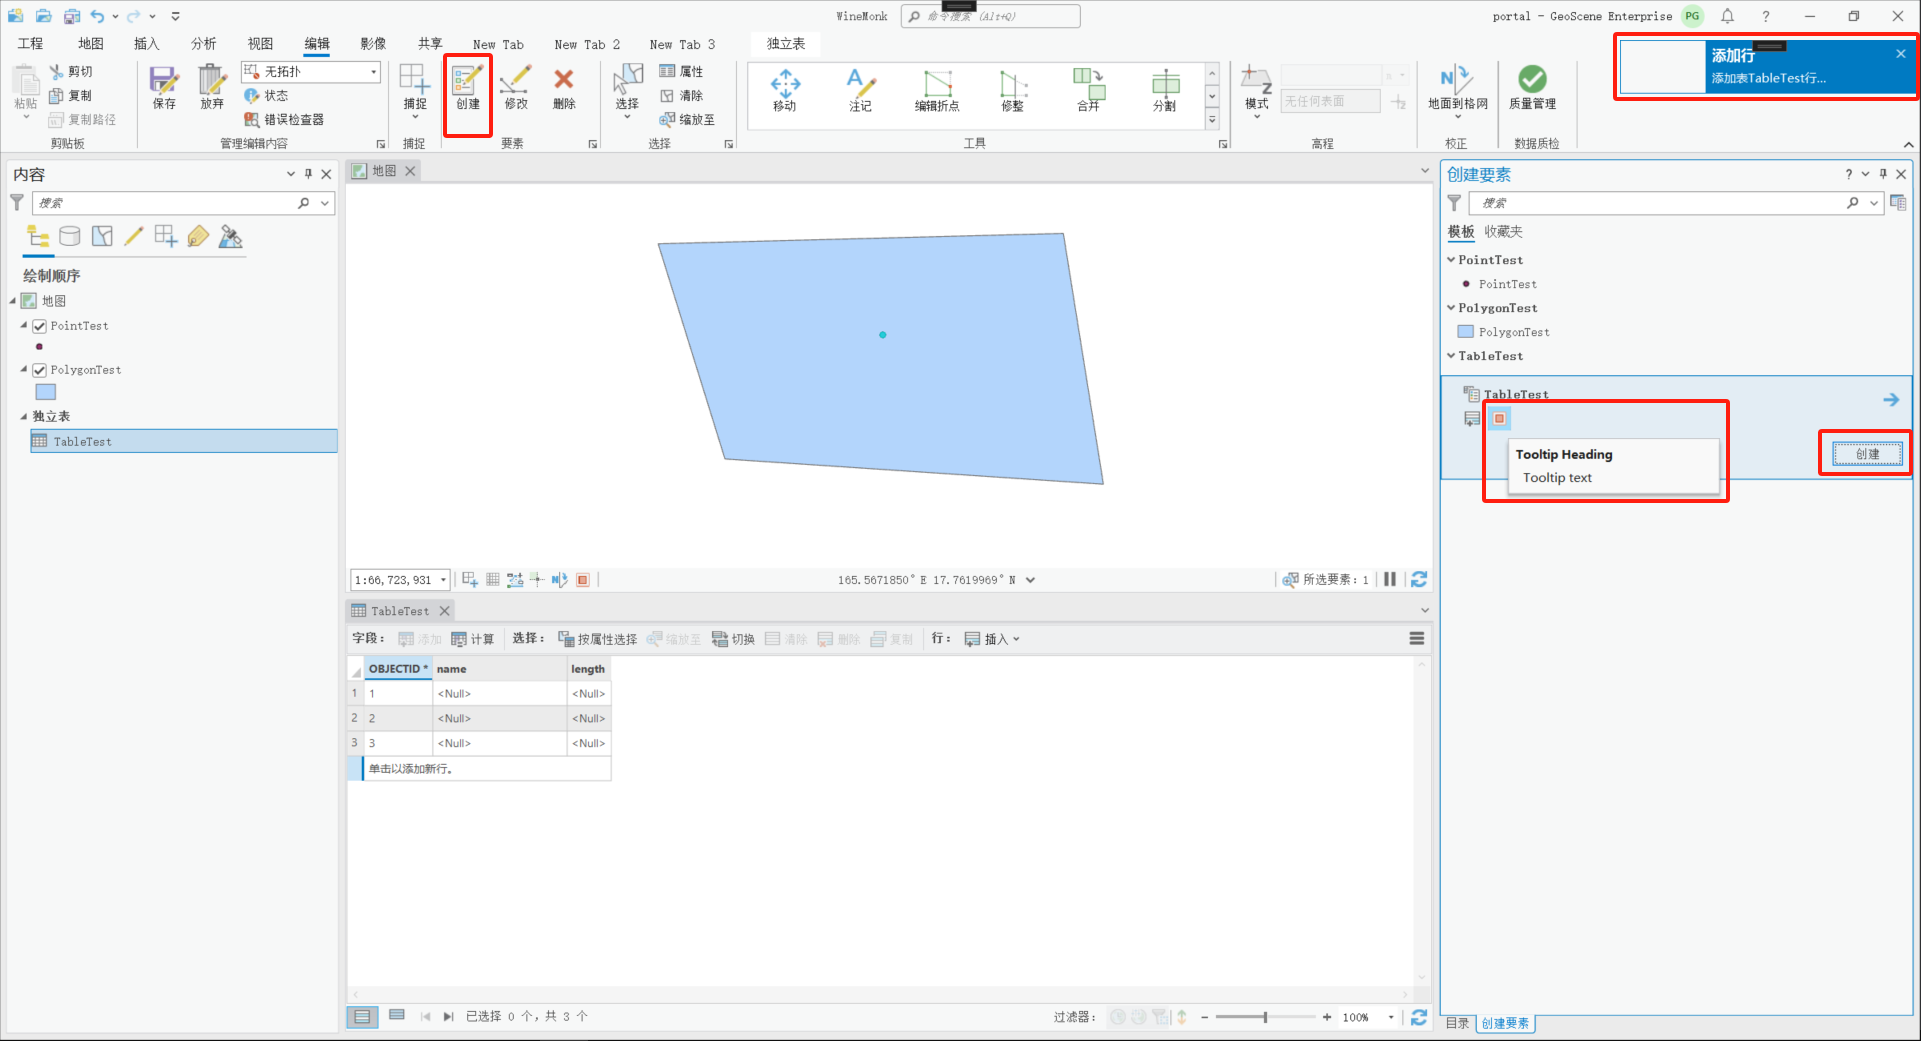 WineMonk
命令搜索 (Alt+Q)
portal - GeoScene Enterprise
PG
?
工程 地图 插入 分析 视图 编辑 影像 共享 New Tab New Tab 2 New Tab 3 独立表
粘贴
剪切
复制
复制路径
剪贴板
保存
放弃
无拓扑
状态
错误检查器
管理编辑内容
捕捉
捕捉
创建
修改
删除
要素
选择
属性
清除
缩放至
选择
移动
注记
编辑折点
修整
合并
分割
工具
模式
无任何表面
高程
地面到格网
校正
质量管理
数据质检
添加行
添加表TableTest行...
内容
搜索
绘制顺序
地图
PointTest
PolygonTest
独立表
TableTest
地图
1:66,723,931
165.5671850° E 17.7619969° N
所选要素: 1
TableTest
字段: 添加 计算 选择: 按属性选择 缩放至 切换 清除 删除 复制 行: 插入
OBJECTID * name length
1 1 <Null> <Null>
2 2 <Null> <Null>
3 3 <Null> <Null>
单击以添加新行。
已选择 0 个, 共 3 个
过滤器:
100%
创建要素
?
搜索
模板 收藏夹
PointTest
PointTest
PolygonTest
PolygonTest
TableTest
TableTest
Tooltip Heading
Tooltip text
创建
目录 创建要素